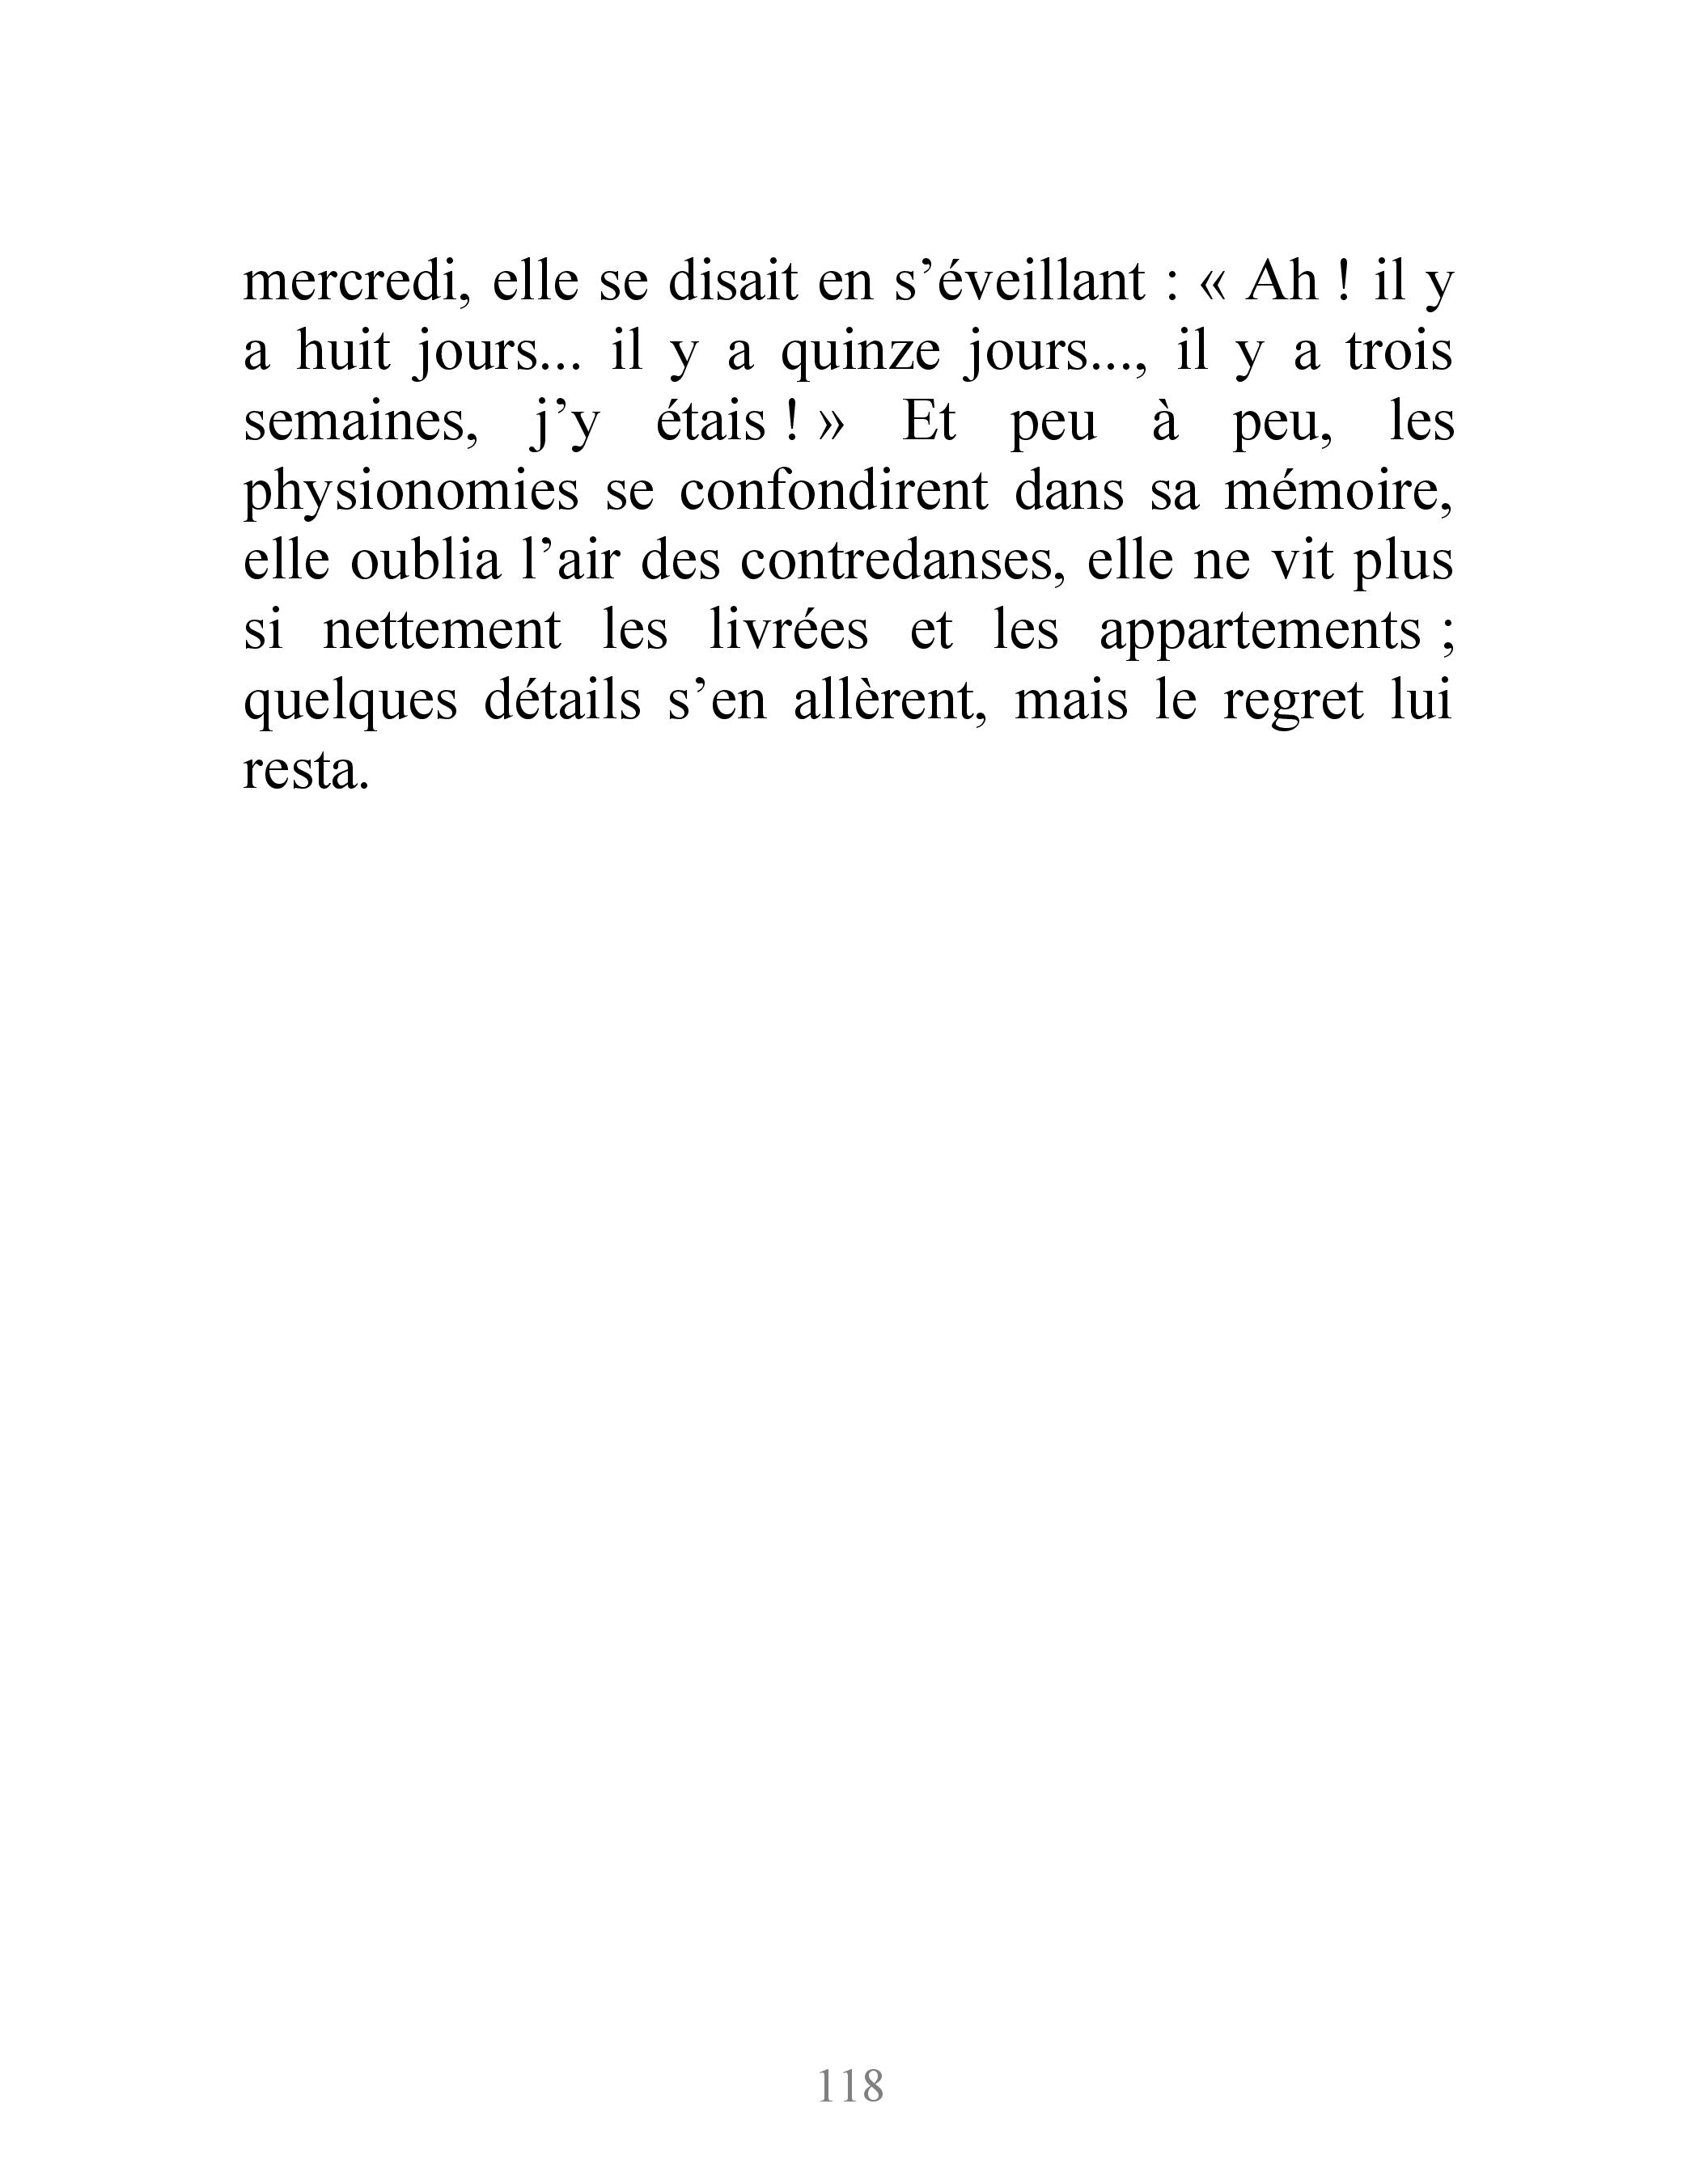 mercredi, elle se disait en s’éveillant : « Ah ! il y
a huit jours... il y a quinze jours..., il y a trois
semaines, j’y étais ! » Et peu à peu, les
physionomies se confondirent dans sa mémoire,
elle oublia l’air des contredanses, elle ne vit plus
si nettement les livrées et les appartements ;
quelques détails s’en allèrent, mais le regret lui
resta.
118